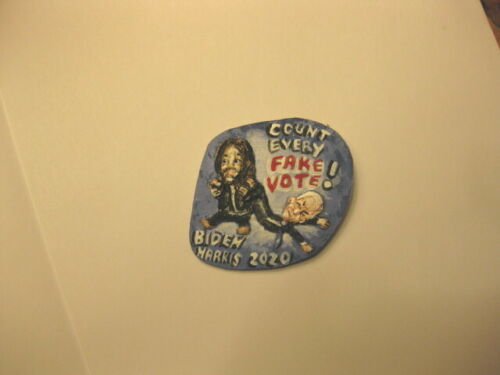 COUNT
EVERY
FAKE
VOTE!
BIDEN
HARRIS 2020